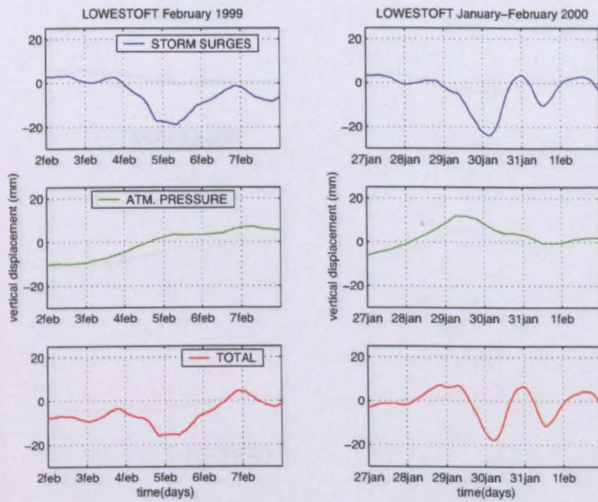 LOWESTOFT February 1999
LOWESTOFT January–February 2000
20
0
−20
STORM SURGES
2feb 3feb 4feb 5feb 6feb 7feb
20
0
−20
27jan 28jan 29jan 30jan 31jan 1feb
vertical displacement (mm)
20
0
−20
ATM. PRESSURE
2feb 3feb 4feb 5feb 6feb 7feb
vertical displacement (mm)
20
0
−20
27jan 28jan 29jan 30jan 31jan 1feb
20
0
−20
TOTAL
2feb 3feb 4feb 5feb 6feb 7feb
time(days)
20
0
−20
27jan 28jan 29jan 30jan 31jan 1feb
time(days)